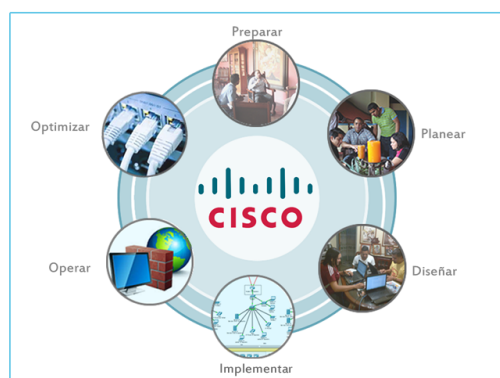 Preparar
Optimizar
Planear
CISCO
Operar
Diseñar
Implementar